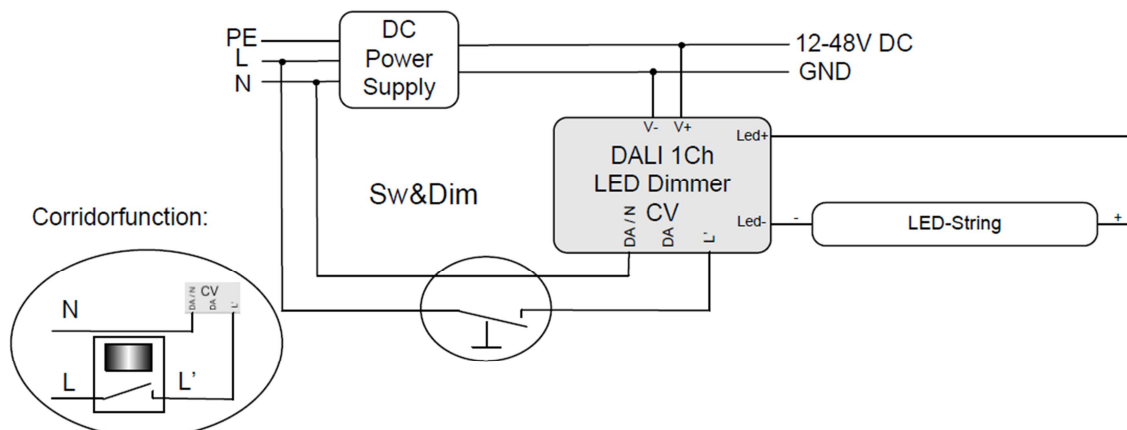 PE
L
N
DC
Power
Supply
12-48V DC
GND
V- V+
Led+
DALI 1Ch
LED Dimmer
CV
DA / N
DA
L'
Led-
- LED-String +
Sw&Dim
Corridorfunction:
CV
DA / N
DA
L'
N
L L'